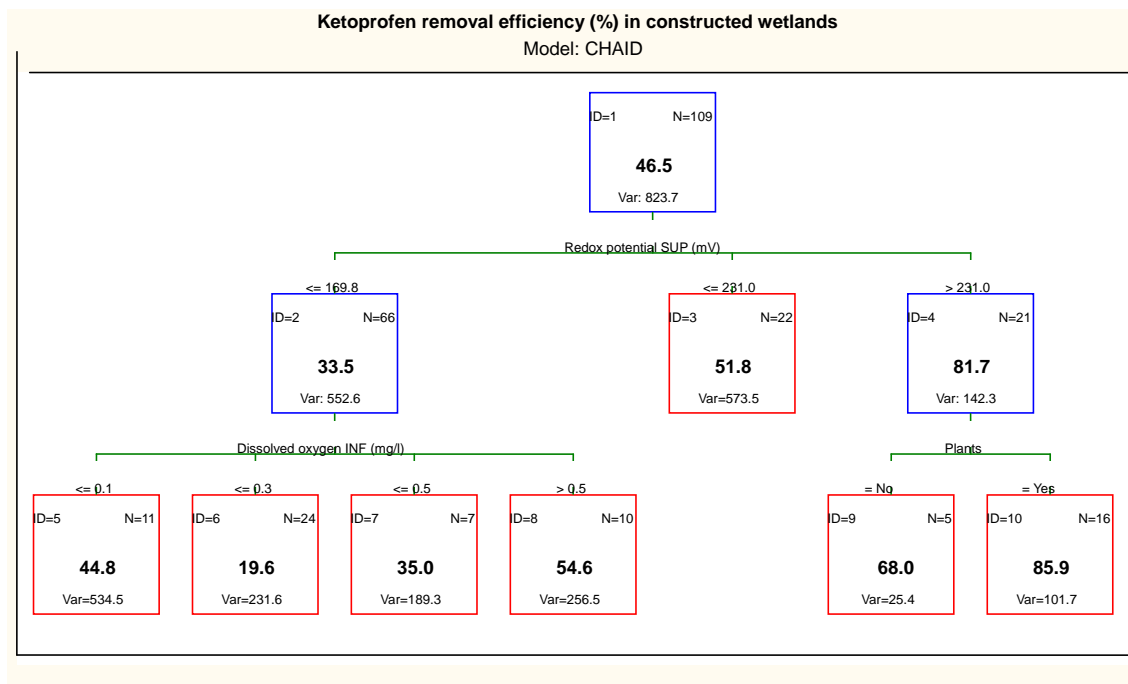 Ketoprofen removal efficiency (%) in constructed wetlands
Model: CHAID
ID=1 N=109
46.5
Var: 823.7
Redox potential SUP (mV)
<= 169.8 <= 231.0 > 231.0
ID=2 N=66 ID=3 N=22 ID=4 N=21
33.5 51.8 81.7
Var: 552.6 Var=573.5 Var: 142.3
Dissolved oxygen INF (mg/l) Plants
<= 0.1 <= 0.3 <= 0.5 > 0.5 = No = Yes
ID=5 N=11 ID=6 N=24 ID=7 N=7 ID=8 N=10 ID=9 N=5 ID=10 N=16
44.8 19.6 35.0 54.6 68.0 85.9
Var=534.5 Var=231.6 Var=189.3 Var=256.5 Var=25.4 Var=101.7